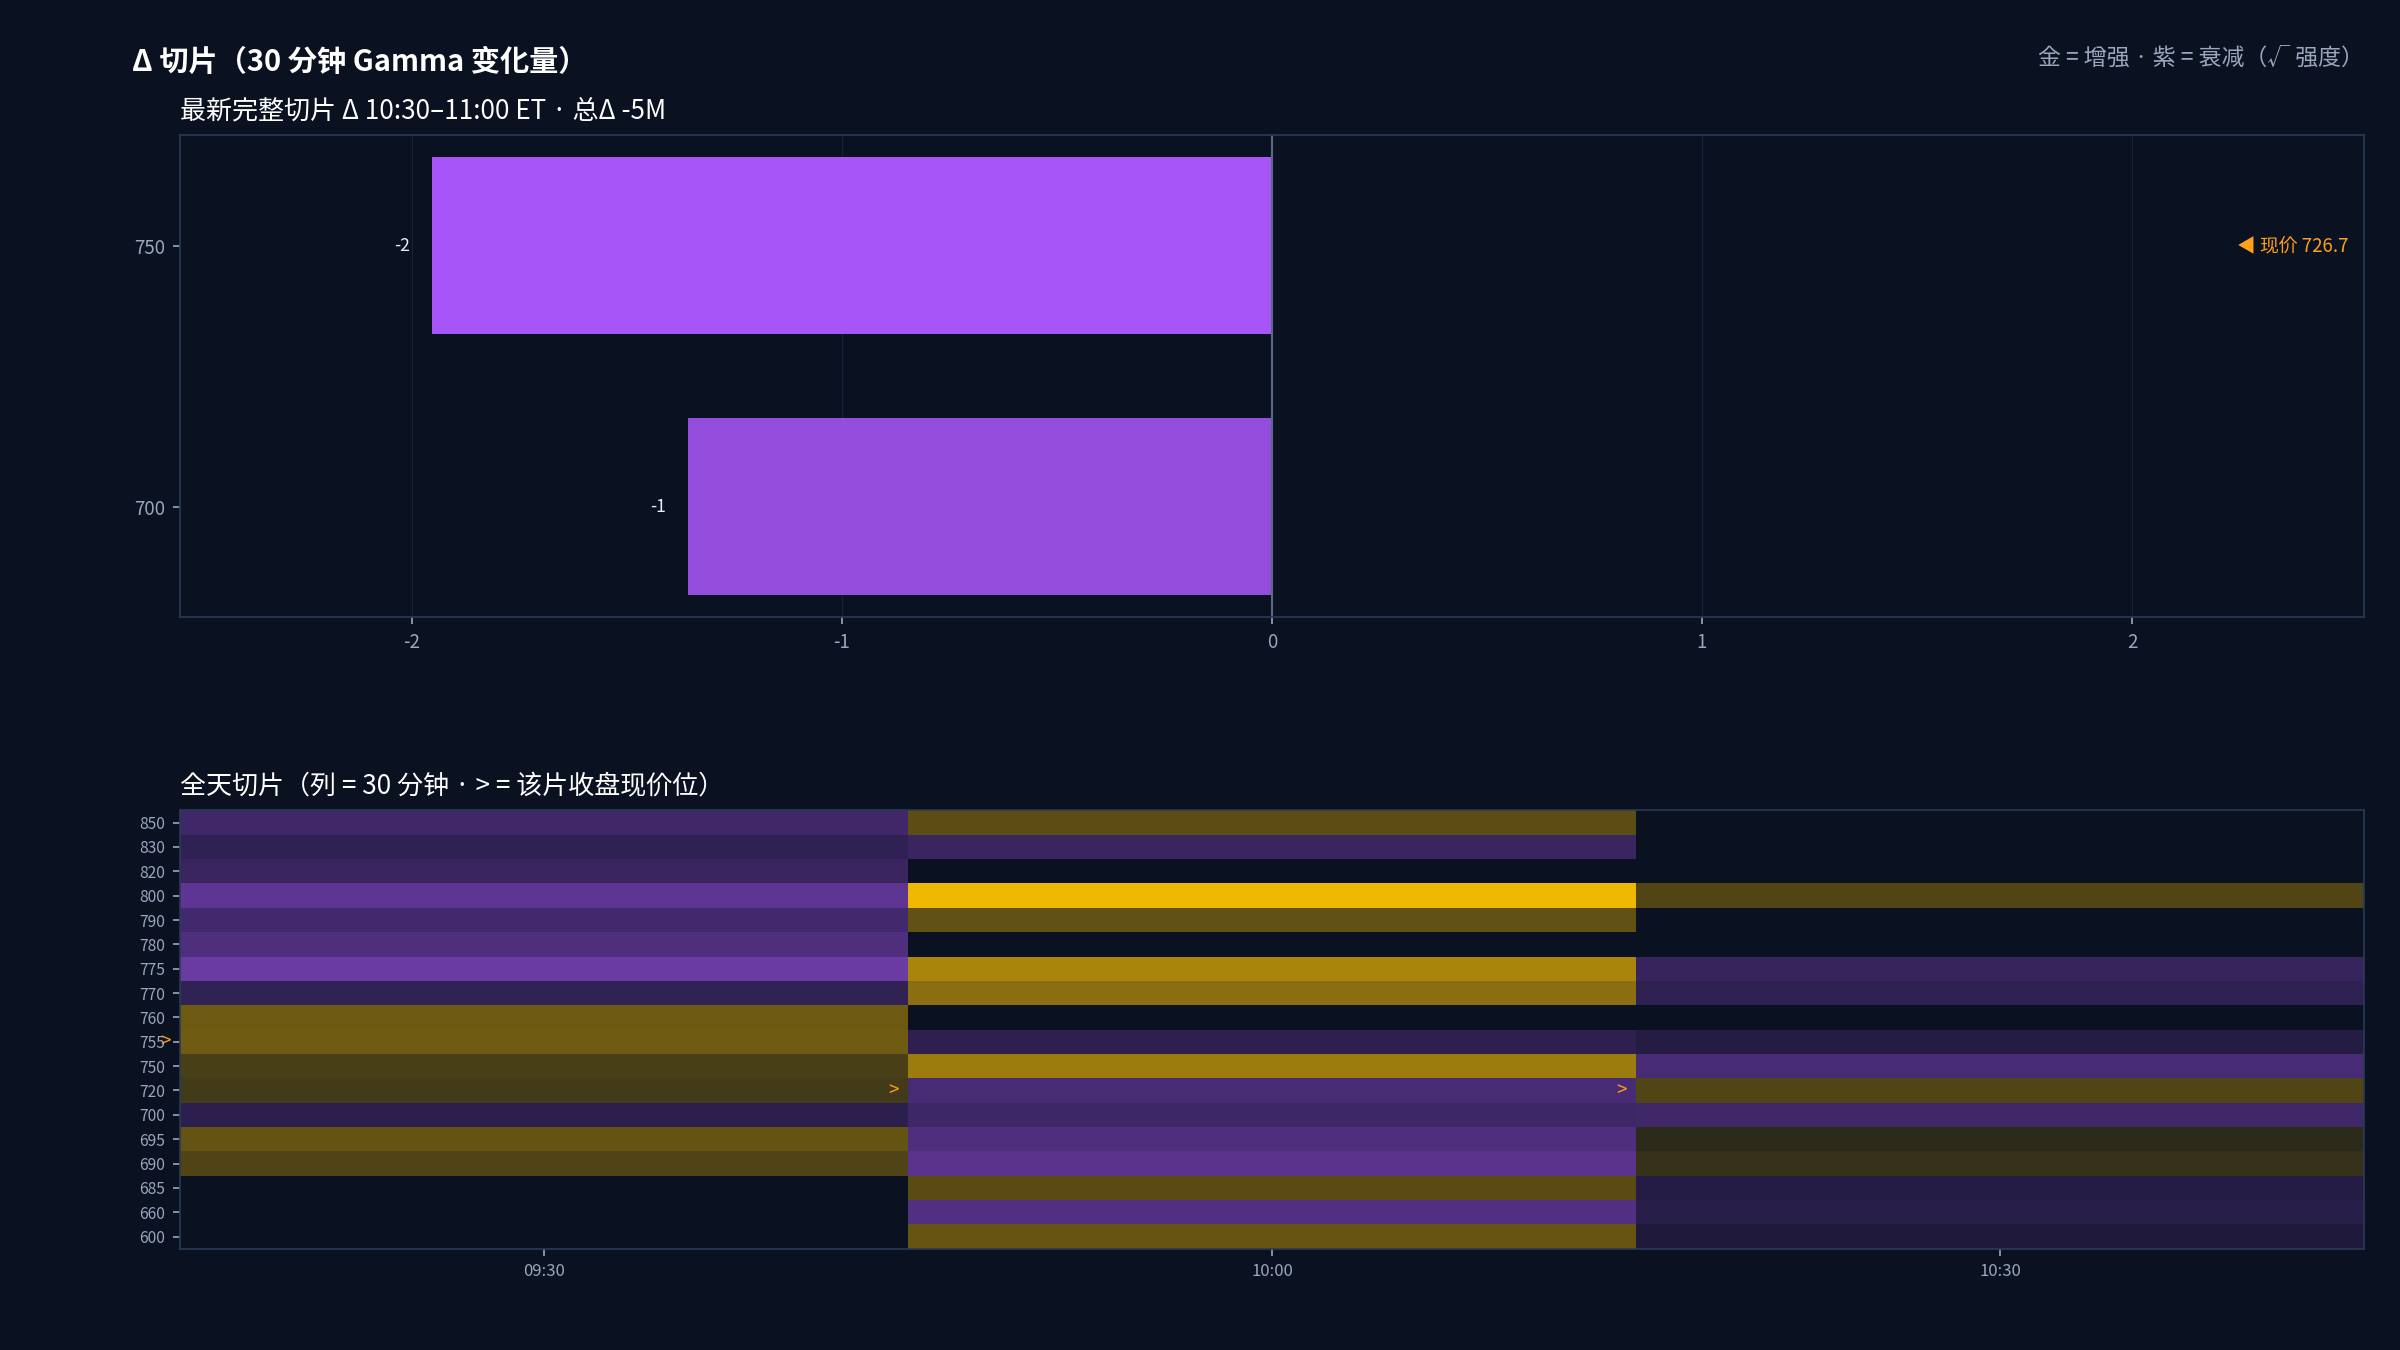 Δ 切片（30 分钟 Gamma 变化量）
金 = 增强 · 紫 = 衰减（√ 强度）
最新完整切片 Δ 10:30–11:00 ET · 总Δ -5M
750
-2
◀ 现价 726.7
700
-1
-2 -1 0 1 2
全天切片（列 = 30 分钟 · > = 该片收盘现价位）
850
830
820
800
790
780
775
770
760
755 >
750
720 > >
700
695
690
685
660
600
09:30 10:00 10:30